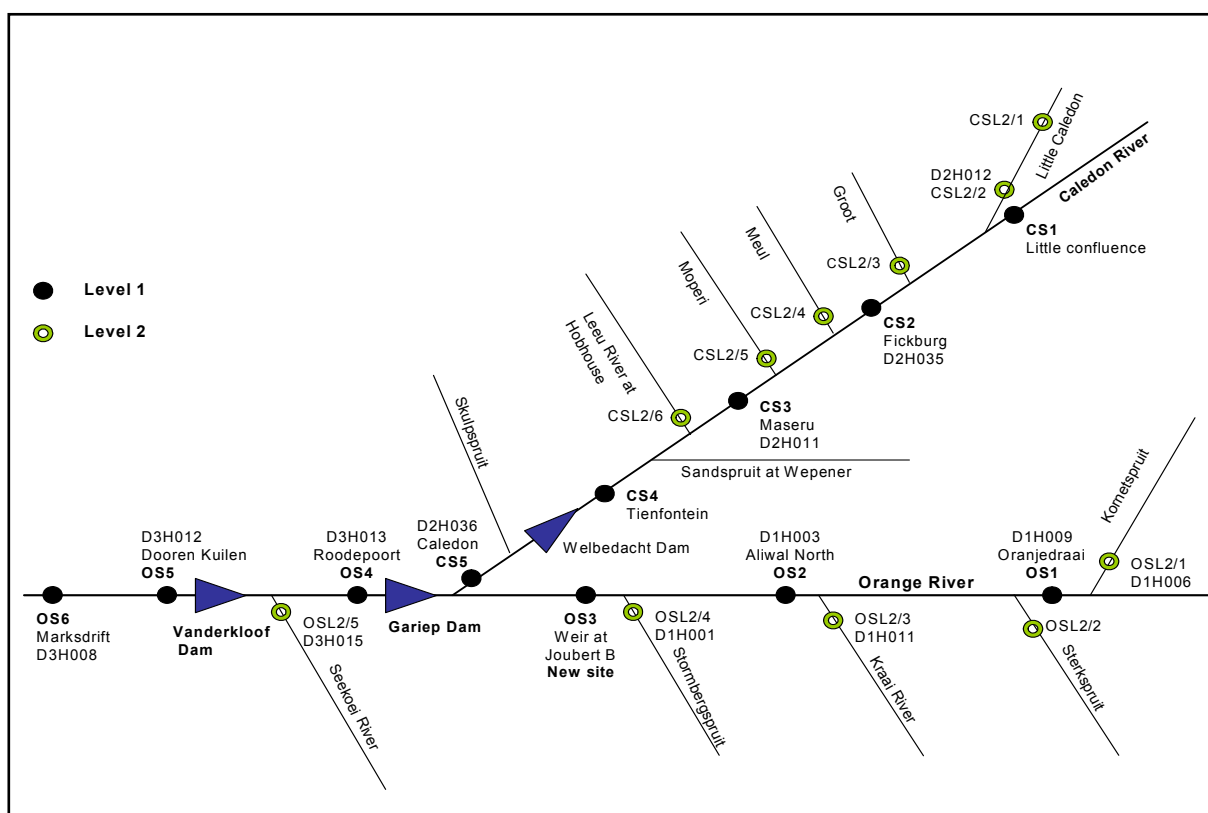 CSL2/1
Little Caledon
D2H012
CSL2/2
Caledon River
CS1
Little confluence
Groot
CSL2/3
Meul
CSL2/4
CS2
Fickburg
D2H035
Moperi
CSL2/5
Level 1
Level 2
Leeu River at
Hobhouse
CSL2/6
CS3
Maseru
D2H011
Skulpspruit
Sandspruit at Wepener
CS4
Tienfontein
Welbedacht Dam
Kornetspruit
D3H012
Dooren Kuilen
OS5
D3H013
Roodepoort
OS4
D2H036
Caledon
CS5
D1H003
Aliwal North
OS2
Orange River
D1H009
Oranjedraai
OS1
OSL2/1
D1H006
OS6
Marksdrift
D3H008
Vanderkloof
Dam
OSL2/5
D3H015
Seekoei River
Gariep Dam
OS3
Weir at
Joubert B
New site
OSL2/4
D1H001
Stormbergspruit
OSL2/3
D1H011
Kraai River
OSL2/2
Sterkspruit